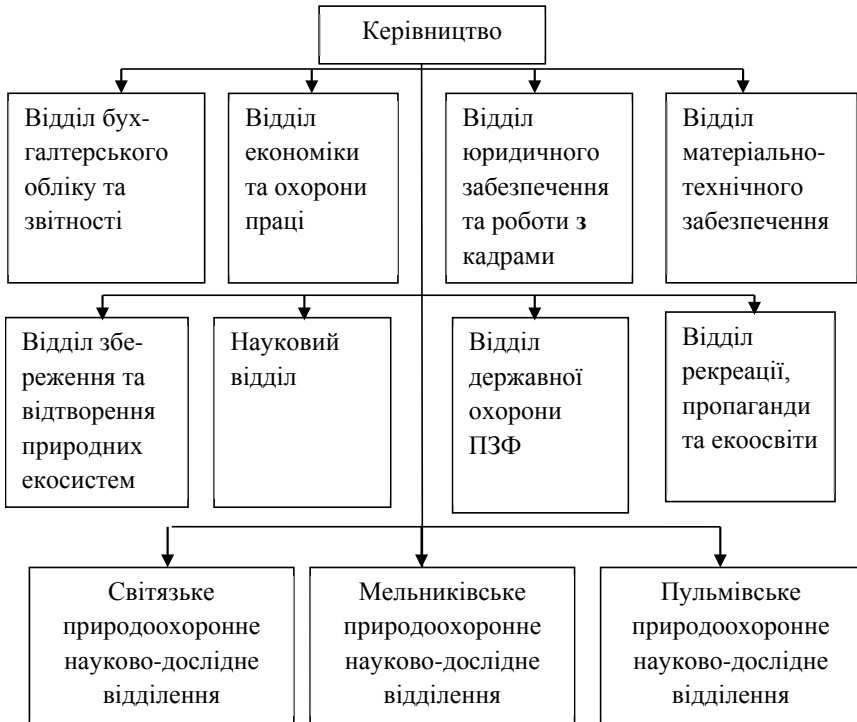 Керівництво
Відділ бух-
галтерського
обліку та
звітності
Відділ
економіки
та охорони
праці
Відділ
юридичного
забезпечення
та роботи з
кадрами
Відділ
матеріально-
технічного
забезпечення
Відділ збе-
реження та
відтворення
природних
екосистем
Науковий
відділ
Відділ
державної
охорони
ПЗФ
Відділ
рекреації,
пропаганди
та екоосвіти
Світязьке
природоохоронне
науково-дослідне
відділення
Мельниківське
природоохоронне
науково-дослідне
відділення
Пульмівське
природоохоронне
науково-дослідне
відділення